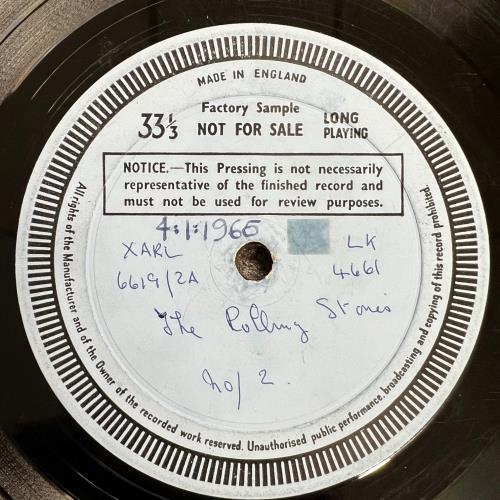 MADE IN ENGLAND
Factory Sample
33⅓ NOT FOR SALE LONG PLAYING
NOTICE.—This Pressing is not necessarily
representative of the finished record and
must not be used for review purposes.
4:1:1966
XARL LK
6619/2A 4661
The Rolling Stones
No/ 2.
All rights of the Manufacturer and of the Owner of the recorded work reserved. Unauthorised public performance, broadcasting and copying of this record prohibited.